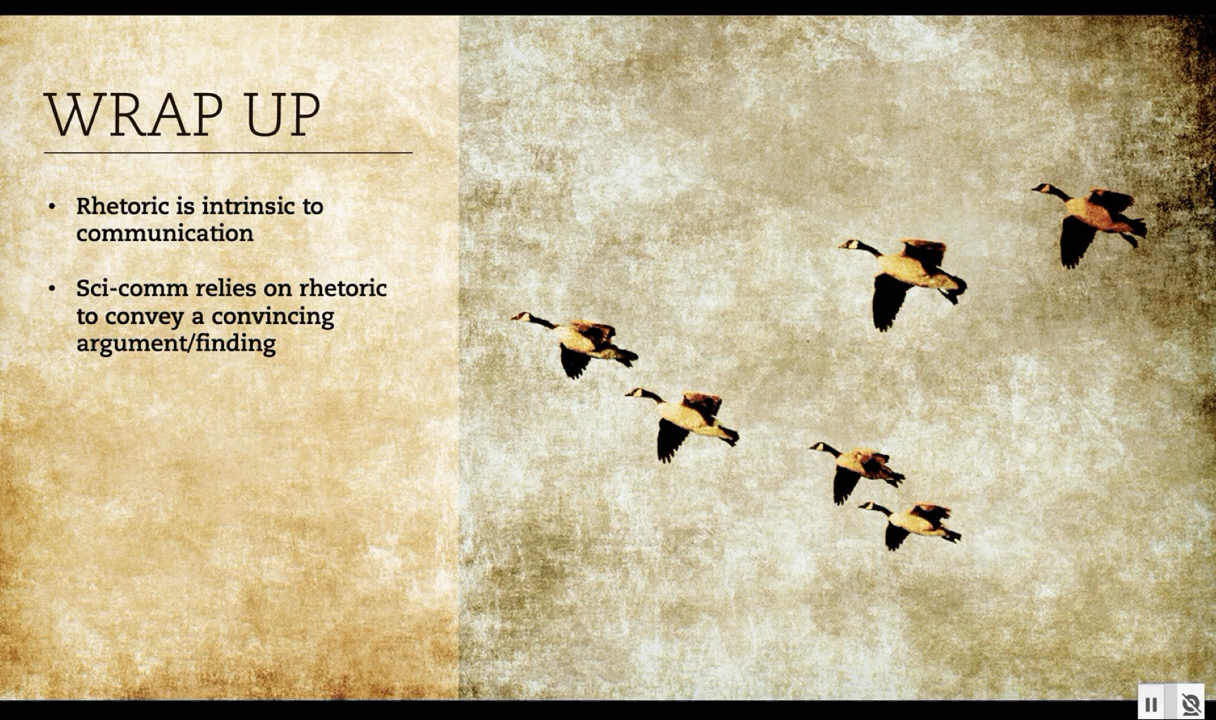 WRAP UP
• Rhetoric is intrinsic to
communication
• Sci-comm relies on rhetoric
to convey a convincing
argument/finding